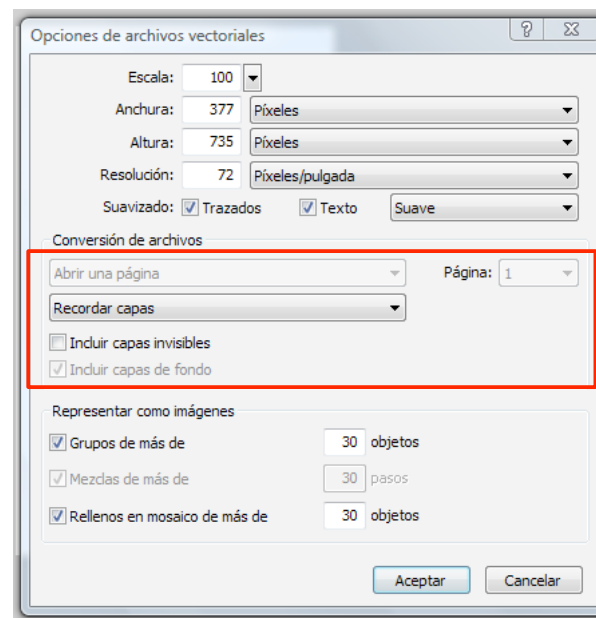 Opciones de archivos vectoriales
Escala: 100
Anchura: 377 Píxeles
Altura: 735 Píxeles
Resolución: 72 Píxeles/pulgada
Suavizado: Trazados Texto Suave
Conversión de archivos
Abrir una página Página: 1
Recordar capas
Incluir capas invisibles
Incluir capas de fondo
Representar como imágenes
Grupos de más de 30 objetos
Mezclas de más de 30 pasos
Rellenos en mosaico de más de 30 objetos
Aceptar Cancelar